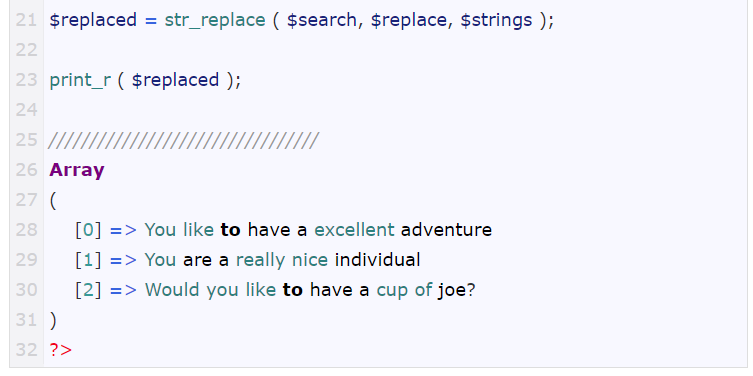 21 $replaced = str_replace ( $search, $replace, $strings );
22
23 print_r ( $replaced );
24
25 /////////////////////////////////
26 Array
27 (
28 [0] => You like to have a excellent adventure
29 [1] => You are a really nice individual
30 [2] => Would you like to have a cup of joe?
31 )
32 ?>